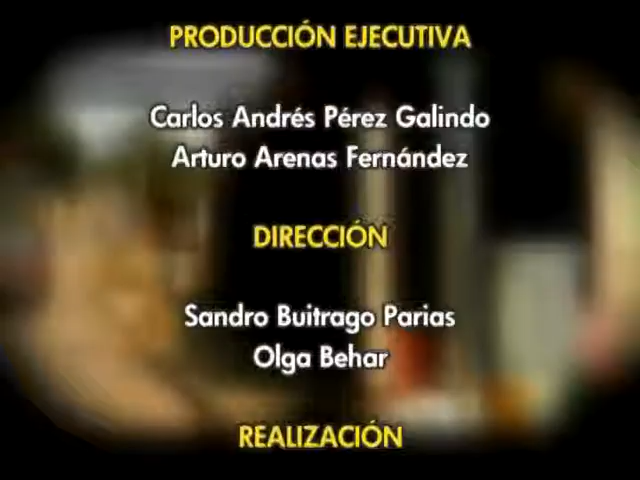 PRODUCCIÓN EJECUTIVA
Carlos Andrés Pérez Galindo
Arturo Arenas Fernández
DIRECCIÓN
Sandro Buitrago Parias
Olga Behar
REALIZACIÓN